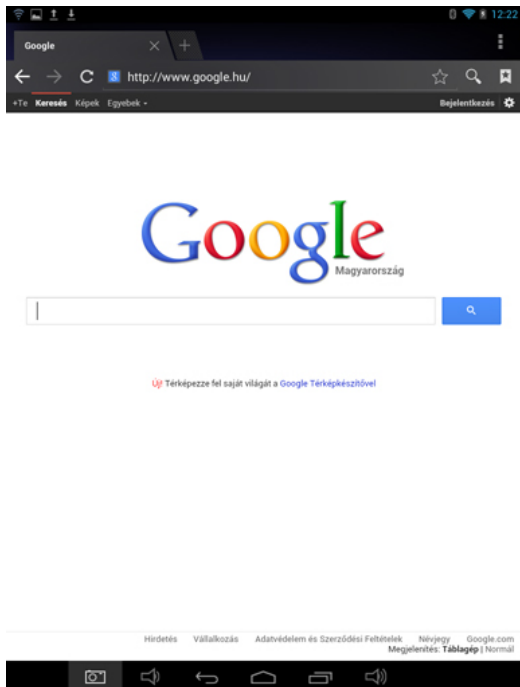 12:22
Google
http://www.google.hu/
+Te Keresés Képek Egyebek
Bejelentkezés
Google
Magyarország
Új! Térképezze fel saját világát a Google Térképkészítővel
Hirdetés Vállalkozás Adatvédelem és Szerződési Feltételek Névjegy Google.com
Megjelenítés: Táblagép | Normál